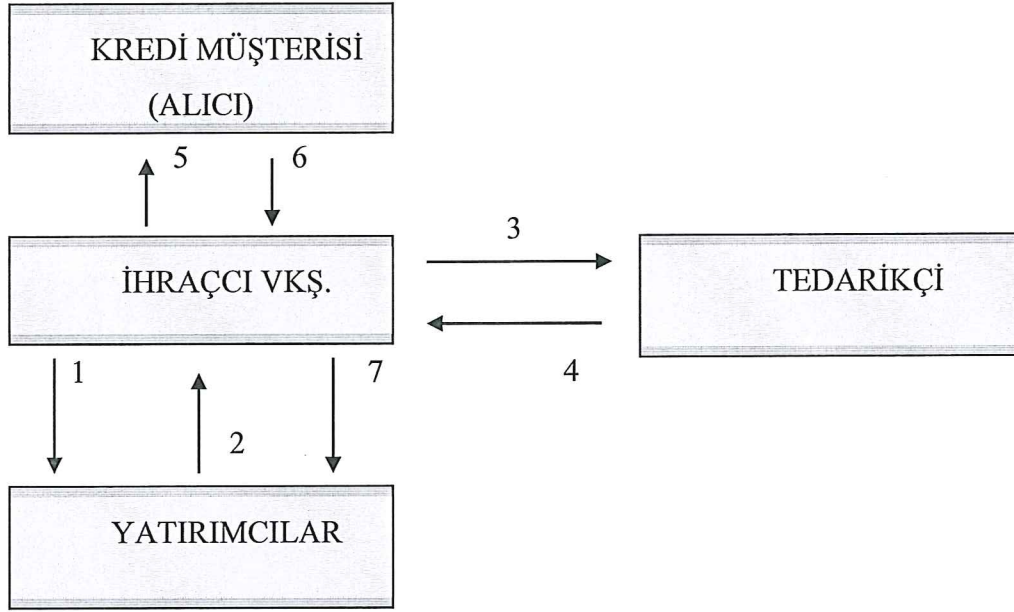 KREDİ MÜŞTERİSİ
(ALICI)
5
6
3
İHRAÇCI VKŞ.
TEDARİKÇİ
1
7
4
2
YATIRIMCILAR